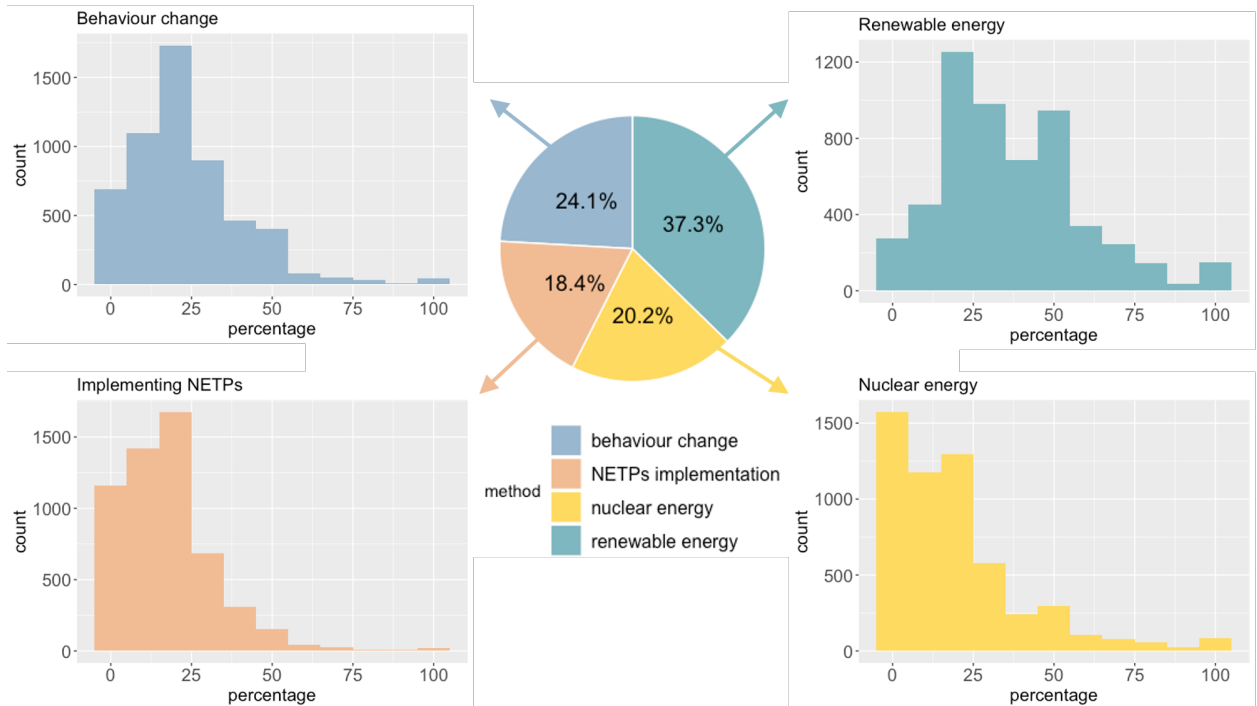 Behaviour change
1500
1000
500
0
count
0 25 50 75 100
percentage
Renewable energy
1200
800
400
0
count
0 25 50 75 100
percentage
24.1%
37.3%
18.4%
20.2%
Implementing NETPs
1500
1000
500
0
count
0 25 50 75 100
percentage
method
behaviour change
NETPs implementation
nuclear energy
renewable energy
Nuclear energy
1500
1000
500
0
count
0 25 50 75 100
percentage